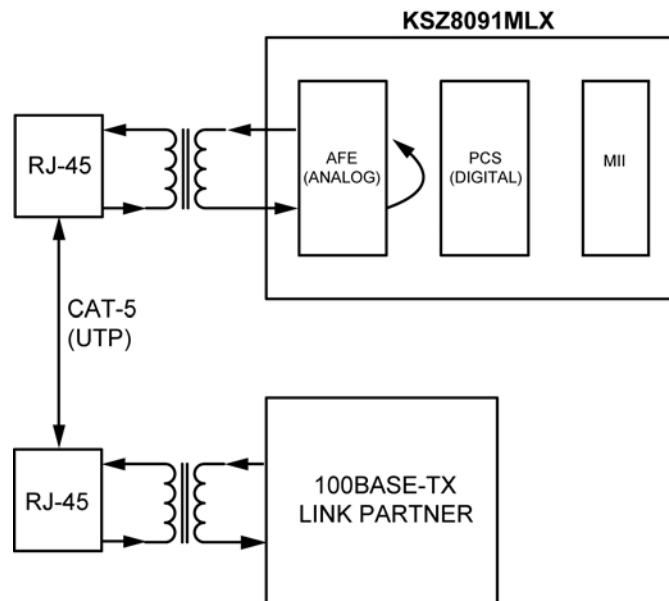 KSZ8091MLX
RJ-45
AFE
(ANALOG)
PCS
(DIGITAL)
MII
CAT-5
(UTP)
RJ-45
100BASE-TX
LINK PARTNER